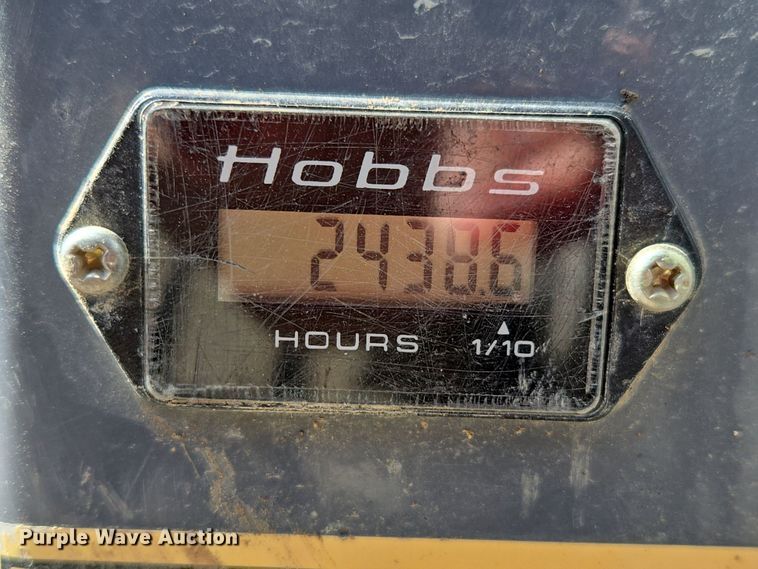 Hobbs
2438.6
HOURS 1/10
Purple Wave Auction